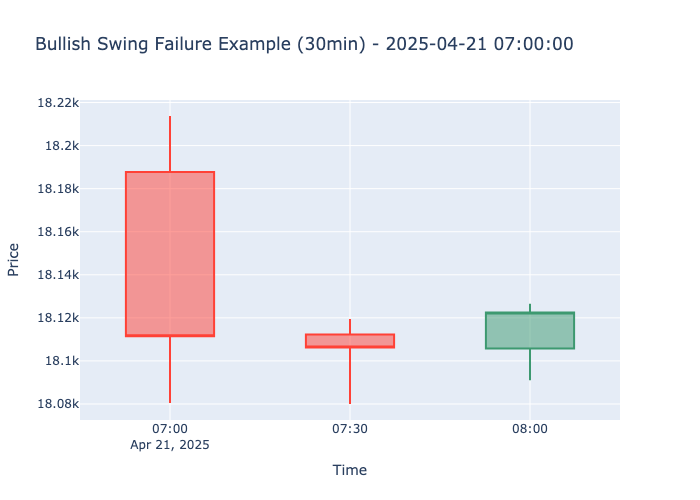 Bullish Swing Failure Example (30min) - 2025-04-21 07:00:00
18.22k
18.2k
18.18k
18.16k
18.14k
18.12k
18.1k
18.08k
Price
07:00
Apr 21, 2025
07:30
08:00
Time